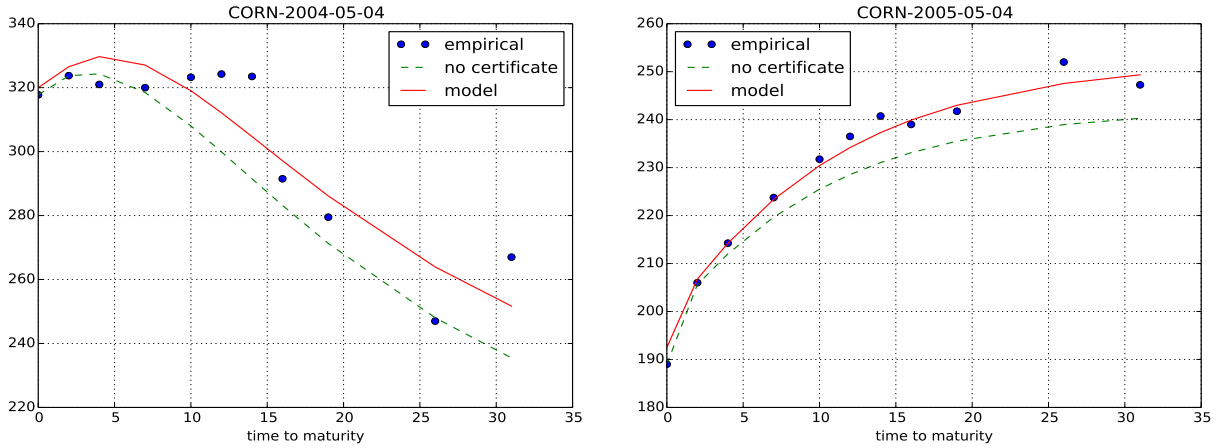 CORN-2004-05-04
340
320
300
280
260
240
220
0 5 10 15 20 25 30 35
time to maturity
empirical
no certificate
model
CORN-2005-05-04
260
250
240
230
220
210
200
190
180
0 5 10 15 20 25 30 35
time to maturity
empirical
no certificate
model